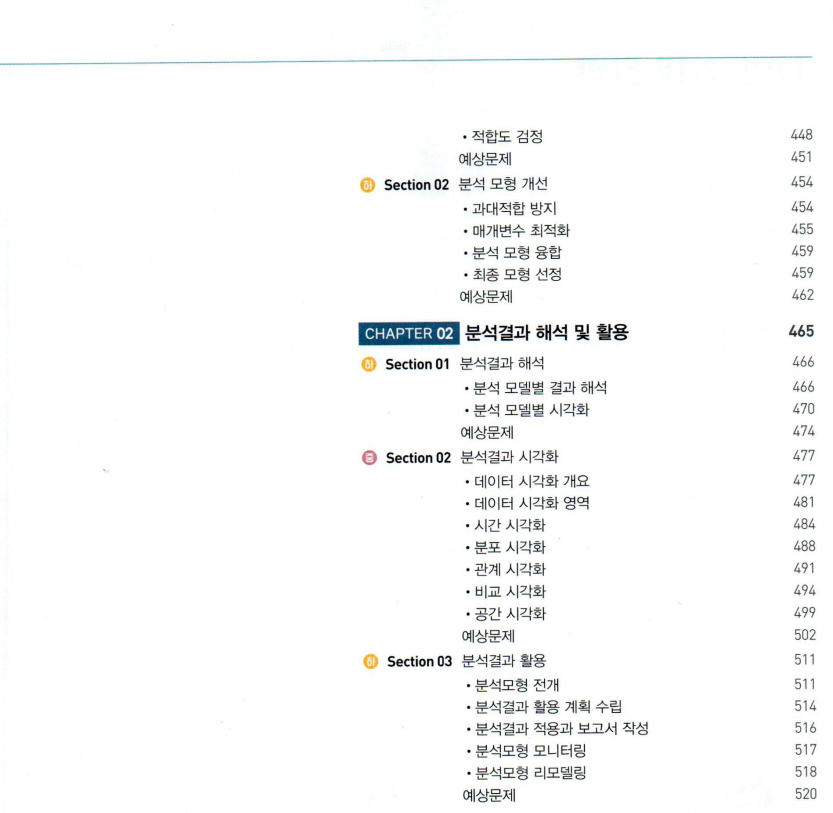 • 적합도 검정 448
예상문제 451
하 Section 02 분석 모형 개선 454
• 과대적합 방지 454
• 매개변수 최적화 455
• 분석 모형 융합 459
• 최종 모형 선정 459
예상문제 462
CHAPTER 02 분석결과 해석 및 활용 465
하 Section 01 분석결과 해석 466
• 분석 모델별 결과 해석 466
• 분석 모델별 시각화 470
예상문제 474
Section 02 분석결과 시각화 477
• 데이터 시각화 개요 477
• 데이터 시각화 영역 481
• 시간 시각화 484
• 분포 시각화 488
• 관계 시각화 491
• 비교 시각화 494
• 공간 시각화 499
예상문제 502
하 Section 03 분석결과 활용 511
• 분석모형 전개 511
• 분석결과 활용 계획 수립 514
• 분석결과 적용과 보고서 작성 516
• 분석모형 모니터링 517
• 분석모형 리모델링 518
예상문제 520